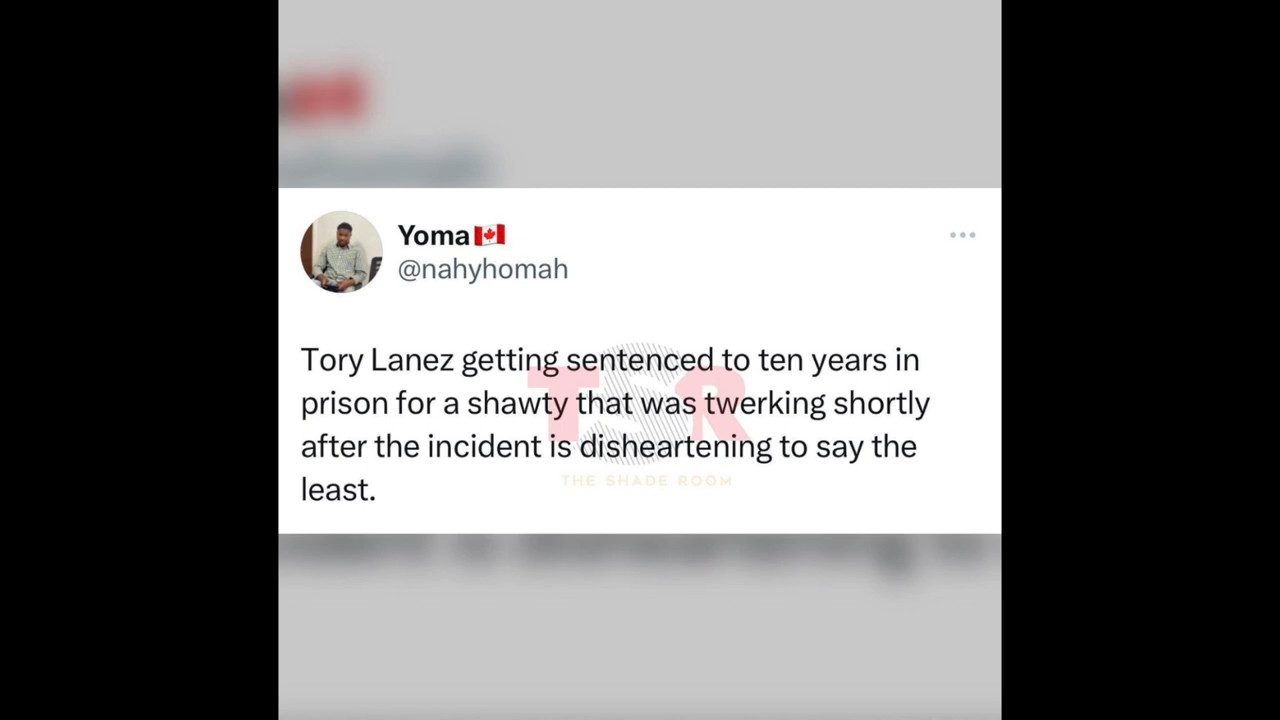 Yoma🇨🇦
@nahyhomah
Tory Lanez getting sentenced to ten years in
prison for a shawty that was twerking shortly
after the incident is disheartening to say the
least.
TSR
THE SHADE ROOM